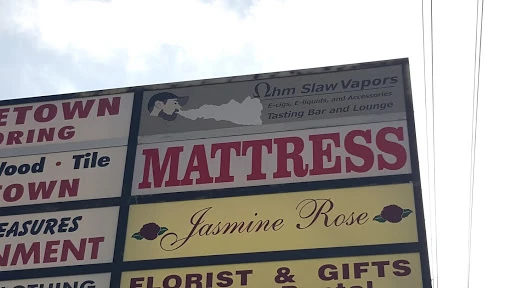 ETOWN
ORING
Wood · Tile
TOWN
EASURES
NMENT
Ωhm Slaw Vapors
E-cigs, E-liquids, and Accessories
Tasting Bar and Lounge
MATTRESS
Jasmine Rose
FLORIST & GIFTS